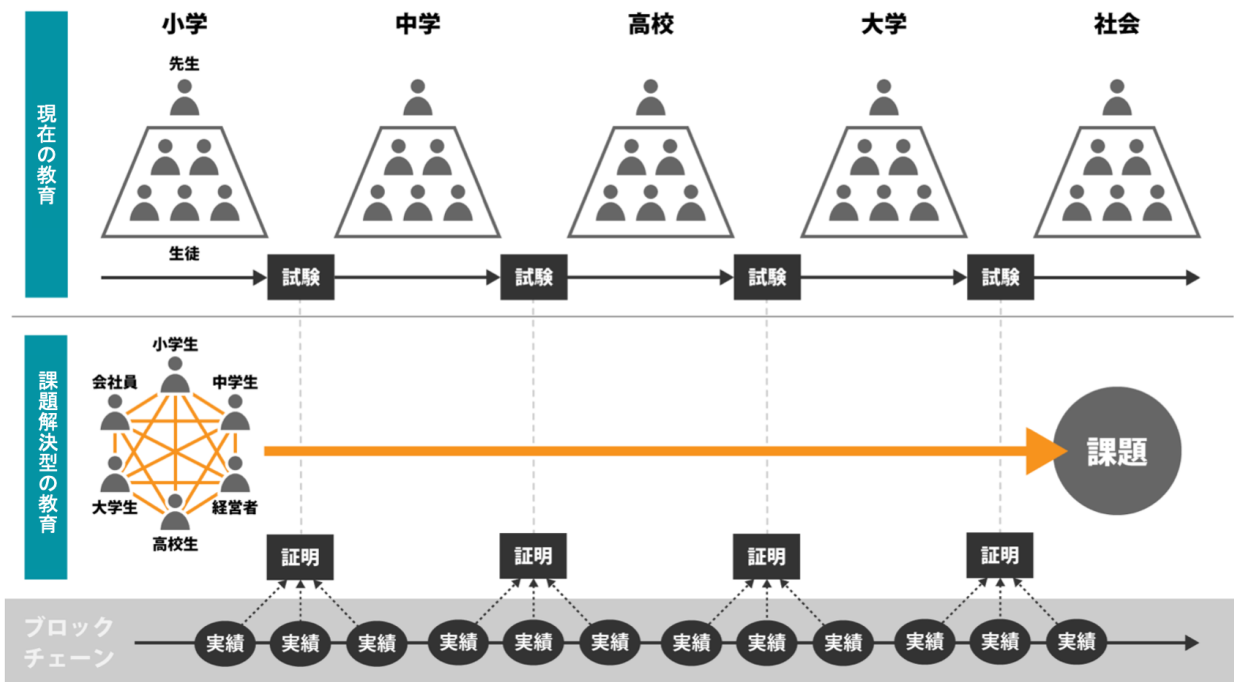 小学 中学 高校 大学 社会
先生
現在の教育
生徒
試験 試験 試験 試験
小学生
会社員 中学生
課題解決型の教育
課題
大学生 経営者
高校生
証明 証明 証明 証明
ブロック
チェーン
実績 実績 実績 実績 実績 実績 実績 実績 実績 実績 実績 実績